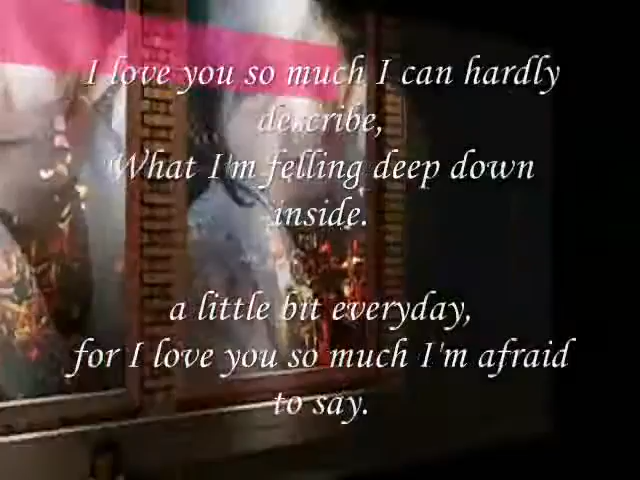 I love you so much I can hardly
describe,
What I'm felling deep down
inside.
a little bit everyday,
for I love you so much I'm afraid
to say.